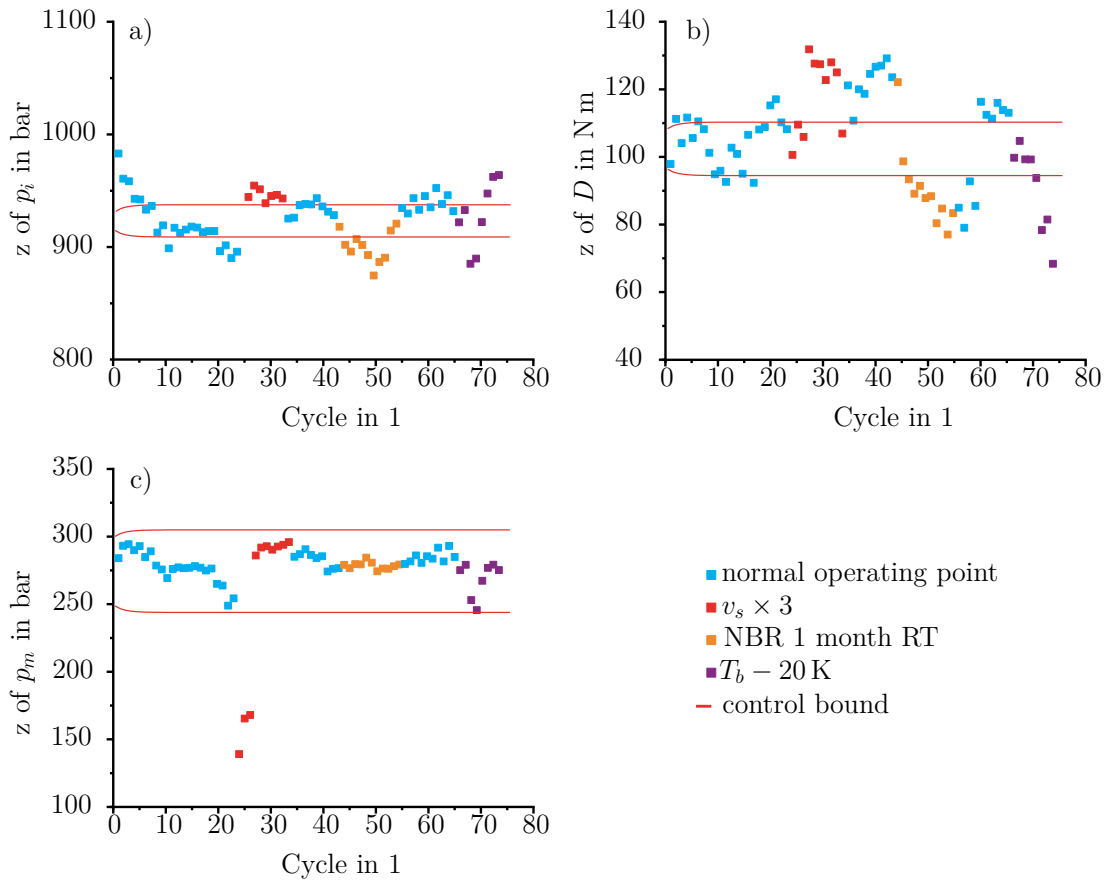 a)
1100
1000
900
800
z of p_i in bar
0 10 20 30 40 50 60 70 80
Cycle in 1
b)
140
120
100
80
60
40
z of D in N m
0 10 20 30 40 50 60 70 80
Cycle in 1
c)
350
300
250
200
150
100
z of p_m in bar
0 10 20 30 40 50 60 70 80
Cycle in 1
normal operating point
v_s × 3
NBR 1 month RT
T_b − 20 K
control bound